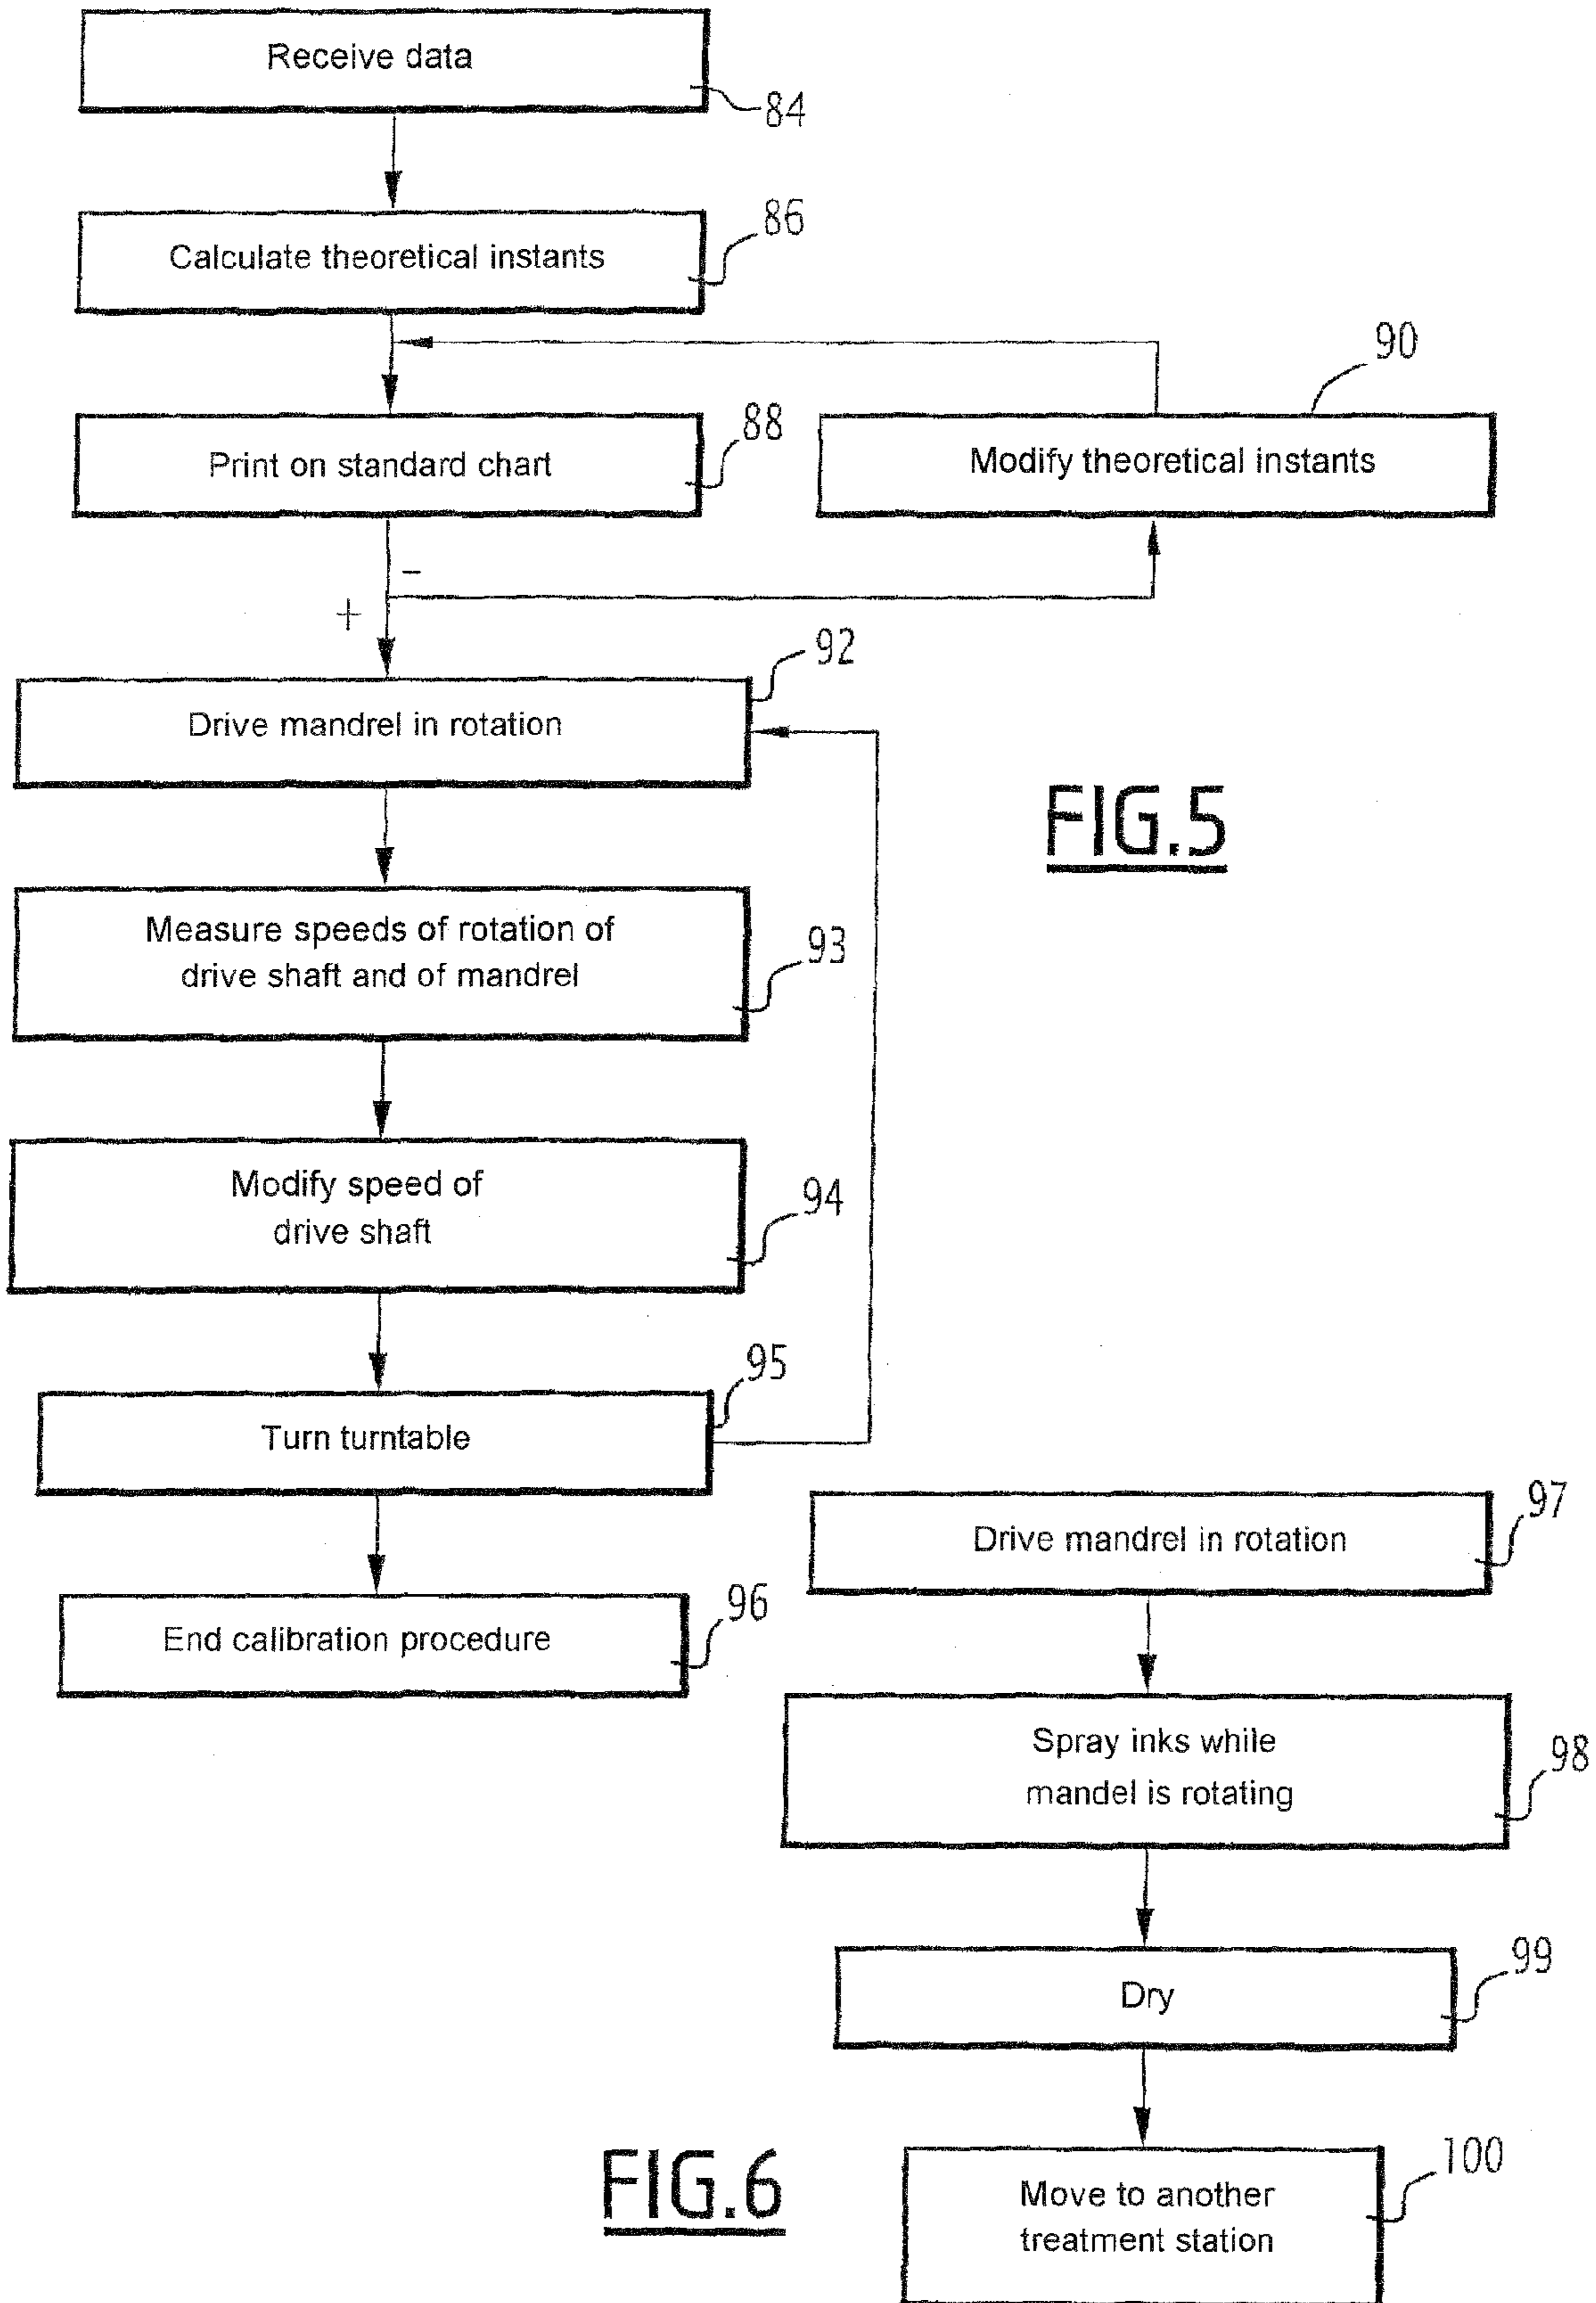 Receive data
84
Calculate theoretical instants
86
Print on standard chart
88
Modify theoretical instants
90
-
+
Drive mandrel in rotation
92
Measure speeds of rotation of
drive shaft and of mandrel
93
Modify speed of
drive shaft
94
Turn turntable
95
End calibration procedure
96
FIG.5
Drive mandrel in rotation
97
Spray inks while
mandel is rotating
98
Dry
99
Move to another
treatment station
100
FIG.6